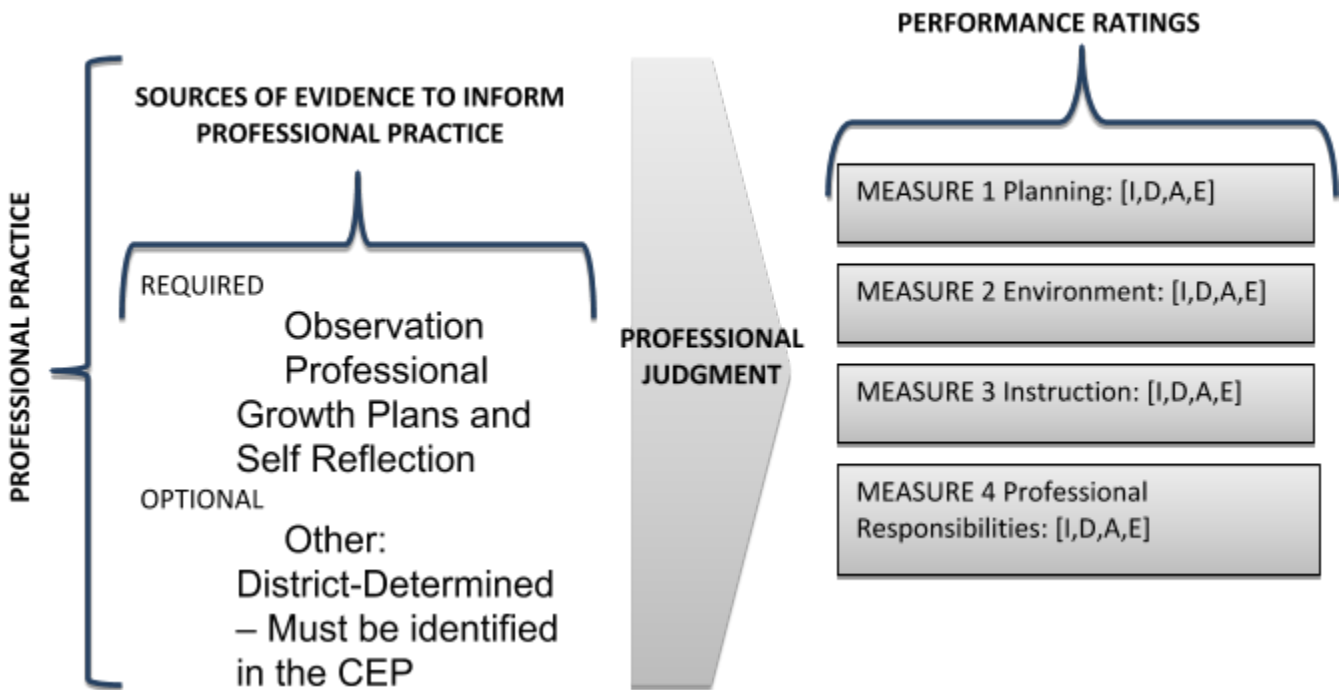 PROFESSIONAL PRACTICE
SOURCES OF EVIDENCE TO INFORM
PROFESSIONAL PRACTICE
REQUIRED
Observation
Professional
Growth Plans and
Self Reflection
OPTIONAL
Other:
District-Determined
– Must be identified
in the CEP
PROFESSIONAL
JUDGMENT
PERFORMANCE RATINGS
MEASURE 1 Planning: [I,D,A,E]
MEASURE 2 Environment: [I,D,A,E]
MEASURE 3 Instruction: [I,D,A,E]
MEASURE 4 Professional
Responsibilities: [I,D,A,E]